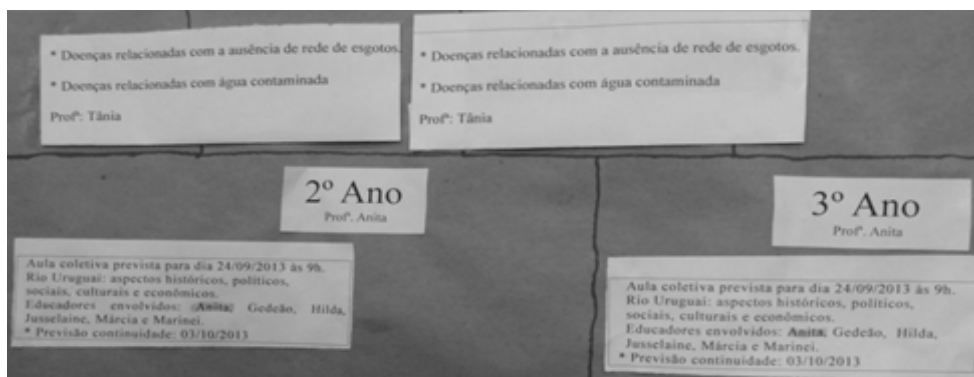 * Doenças relacionadas com a ausência de rede de esgotos.
* Doenças relacionadas com água contaminada
Profª: Tânia
* Doenças relacionadas com a ausência de rede de esgotos.
* Doenças relacionadas com água contaminada
Profª: Tânia
2º Ano
Profª. Anita
Aula coletiva prevista para dia 24/09/2013 às 9h.
Rio Uruguai: aspectos históricos, políticos,
sociais, culturais e econômicos.
Educadores envolvidos: Anita, Gedeão, Hilda,
Jusselaine, Márcia e Marinei.
* Previsão continuidade: 03/10/2013
3º Ano
Profª. Anita
Aula coletiva prevista para dia 24/09/2013 às 9h.
Rio Uruguai: aspectos históricos, políticos,
sociais, culturais e econômicos.
Educadores envolvidos: Anita, Gedeão, Hilda,
Jusselaine, Márcia e Marinei.
* Previsão continuidade: 03/10/2013